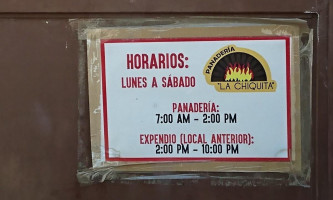 HORARIOS:
LUNES A SÁBADO
PANADERÍA
"LA CHIQUITA"
PANADERÍA:
7:00 AM - 2:00 PM
EXPENDIO (LOCAL ANTERIOR):
2:00 PM - 10:00 PM